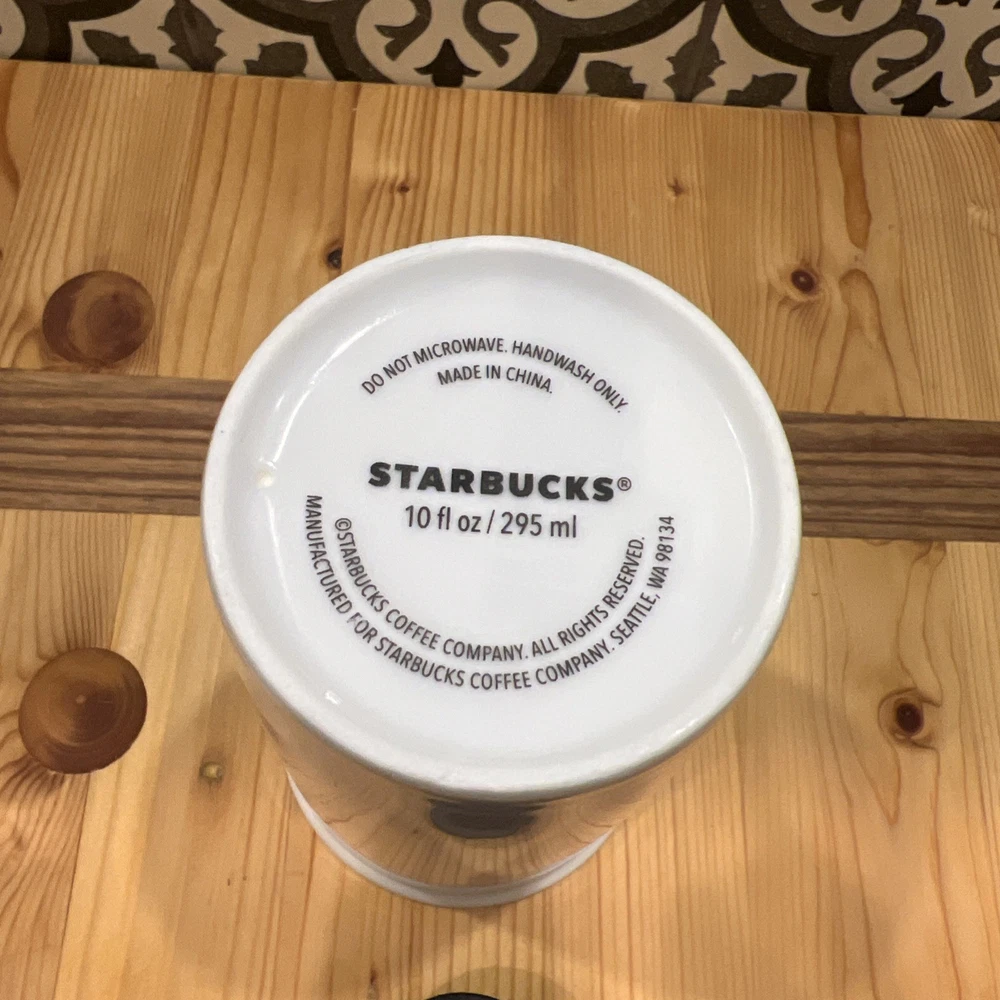 DO NOT MICROWAVE. HANDWASH ONLY.
MADE IN CHINA.
STARBUCKS®
10 fl oz / 295 ml
©STARBUCKS COFFEE COMPANY. ALL RIGHTS RESERVED.
MANUFACTURED FOR STARBUCKS COFFEE COMPANY. SEATTLE, WA 98134